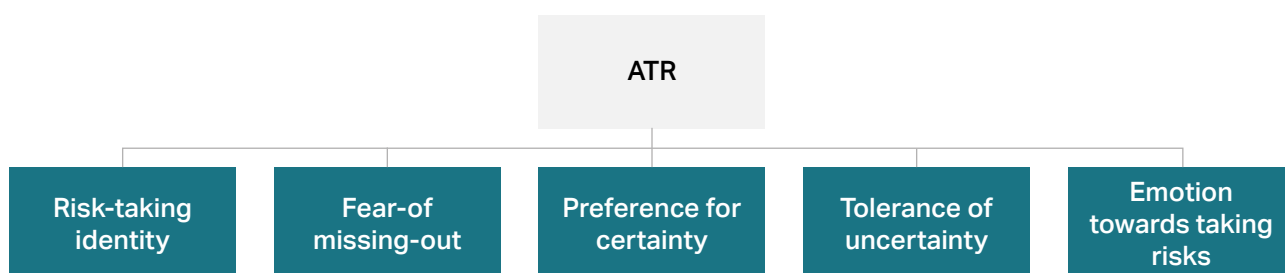 ATR
Risk-taking
identity
Fear-of
missing-out
Preference for
certainty
Tolerance of
uncertainty
Emotion
towards taking
risks